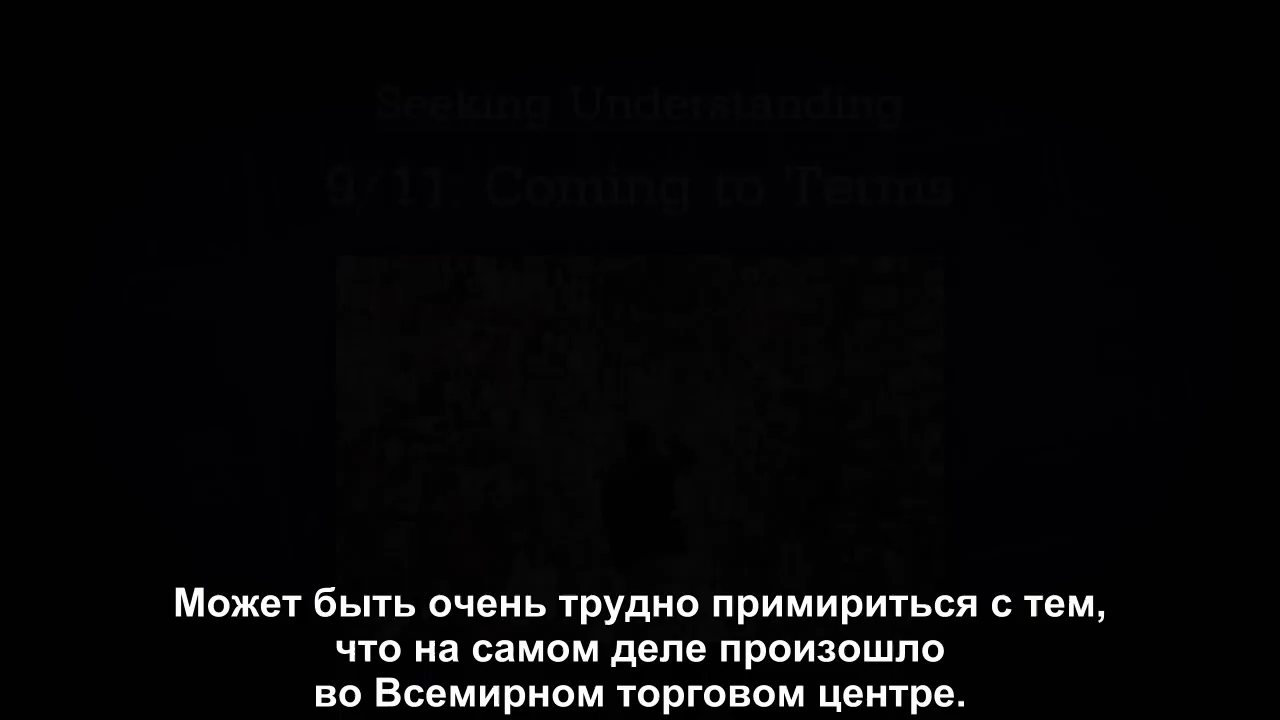 Seeking Understanding
9/11: Coming to Terms
Может быть очень трудно примириться с тем,
что на самом деле произошло
во Всемирном торговом центре.